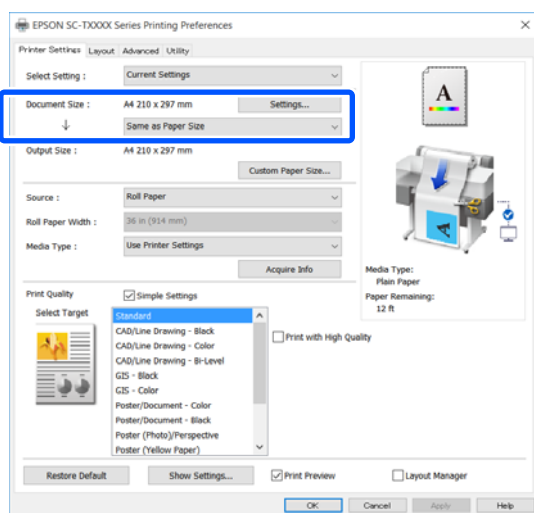 EPSON SC-TXXXX Series Printing Preferences
Printer Settings Layout Advanced Utility
Select Setting : Current Settings
Document Size : A4 210 x 297 mm Settings...
↓ Same as Paper Size
Output Size : A4 210 x 297 mm
Custom Paper Size...
Source : Roll Paper
Roll Paper Width : 36 in (914 mm)
Media Type : Use Printer Settings
Acquire Info
A
Media Type:
Plain Paper
Paper Remaining:
12 ft
Print Quality Simple Settings
Select Target
Standard
CAD/Line Drawing - Black
CAD/Line Drawing - Color
CAD/Line Drawing - Bi-Level
GIS - Black
GIS - Color
Poster/Document - Color
Poster/Document - Black
Poster (Photo)/Perspective
Poster (Yellow Paper)
Print with High Quality
Restore Default Show Settings... Print Preview Layout Manager
OK Cancel Apply Help